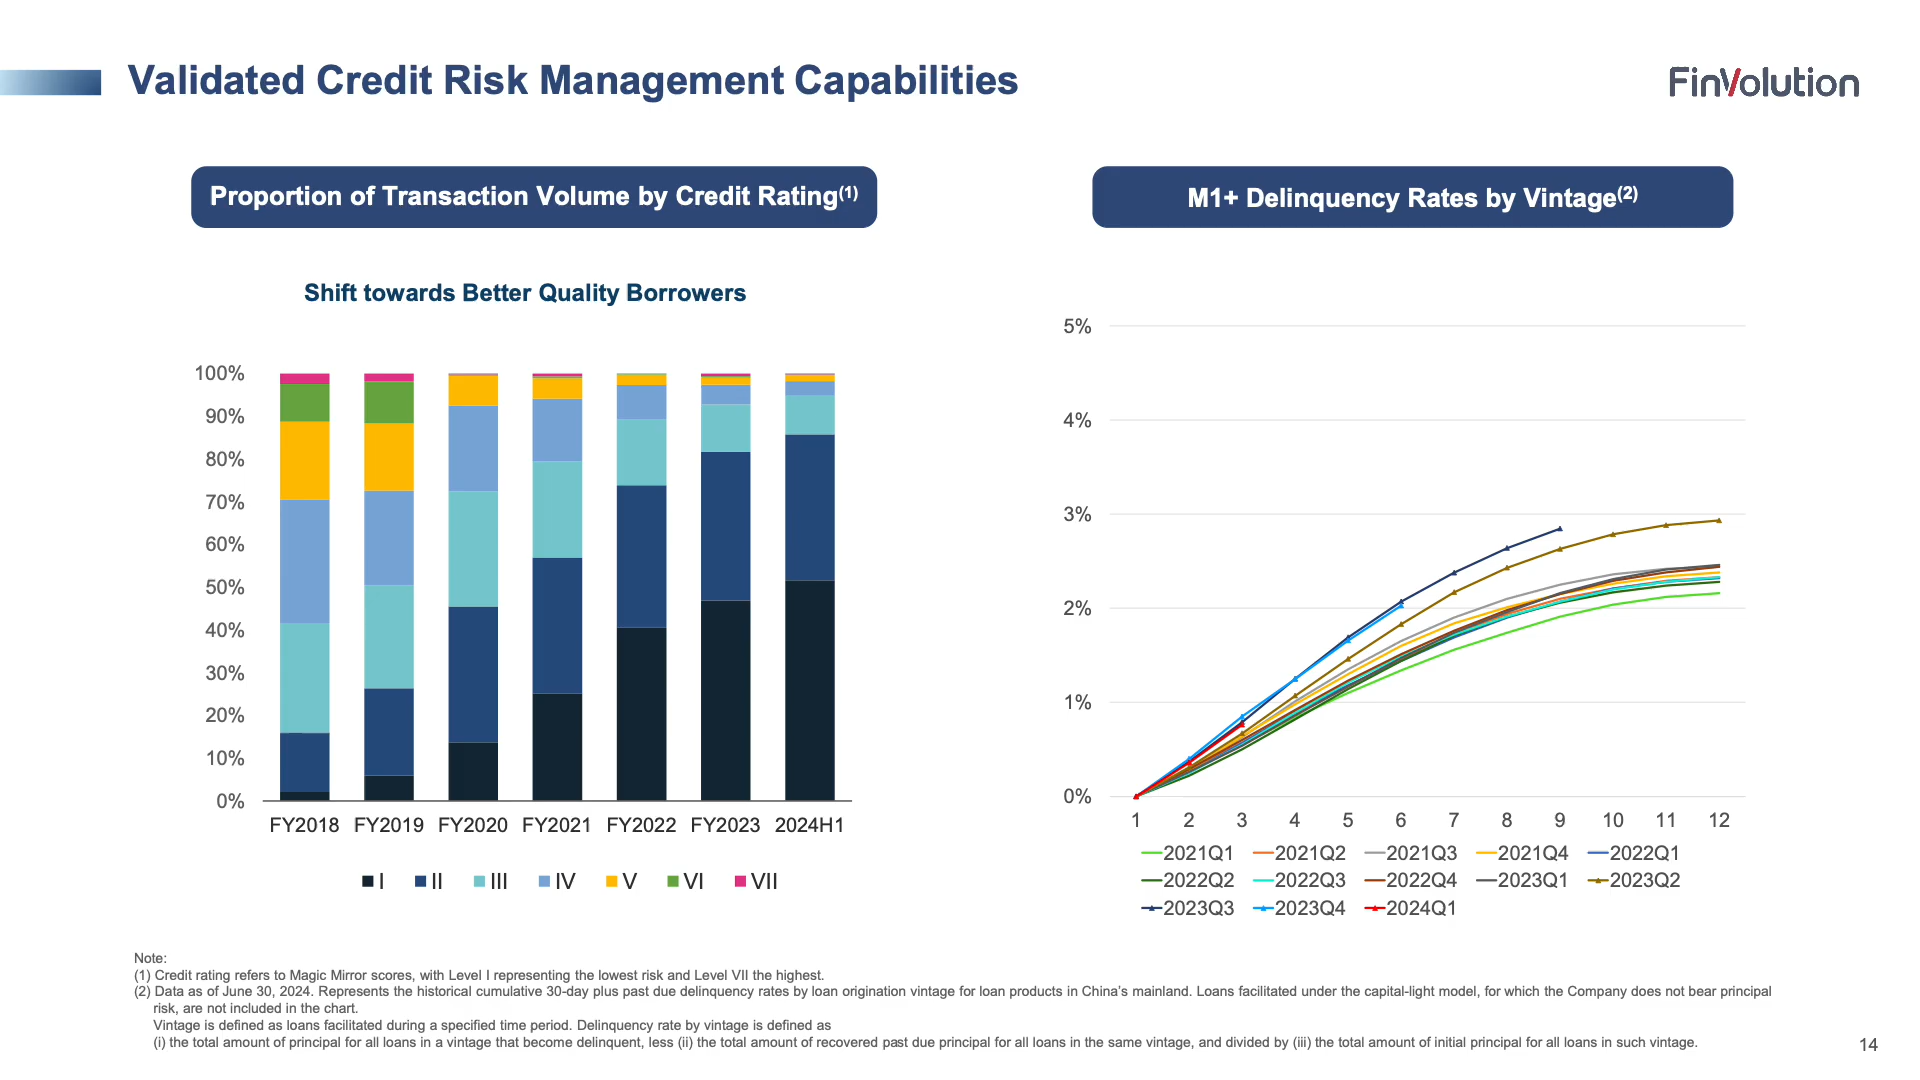 Validated Credit Risk Management Capabilities
FinVolution
Proportion of Transaction Volume by Credit Rating(1)
Shift towards Better Quality Borrowers
100%
90%
80%
70%
60%
50%
40%
30%
20%
10%
0%
FY2018 FY2019 FY2020 FY2021 FY2022 FY2023 2024H1
I II III IV V VI VII
M1+ Delinquency Rates by Vintage(2)
5%
4%
3%
2%
1%
0%
1 2 3 4 5 6 7 8 9 10 11 12
2021Q1 2021Q2 2021Q3 2021Q4 2022Q1
2022Q2 2022Q3 2022Q4 2023Q1 2023Q2
2023Q3 2023Q4 2024Q1
Note:
(1) Credit rating refers to Magic Mirror scores, with Level I representing the lowest risk and Level VII the highest.
(2) Data as of June 30, 2024. Represents the historical cumulative 30-day plus past due delinquency rates by loan origination vintage for loan products in China's mainland. Loans facilitated under the capital-light model, for which the Company does not bear principal
risk, are not included in the chart.
Vintage is defined as loans facilitated during a specified time period. Delinquency rate by vintage is defined as
(i) the total amount of principal for all loans in a vintage that become delinquent, less (ii) the total amount of recovered past due principal for all loans in the same vintage, and divided by (iii) the total amount of initial principal for all loans in such vintage.
14